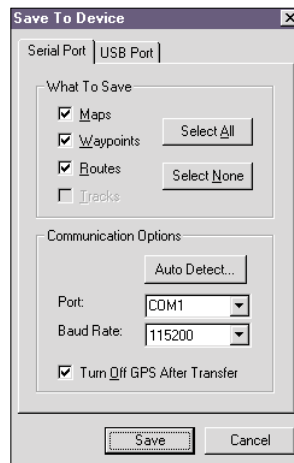 Save To Device
Serial Port USB Port
What To Save
Maps
Waypoints
Routes
Tracks
Select All
Select None
Communication Options
Auto Detect...
Port: COM1
Baud Rate: 115200
Turn Off GPS After Transfer
Save Cancel